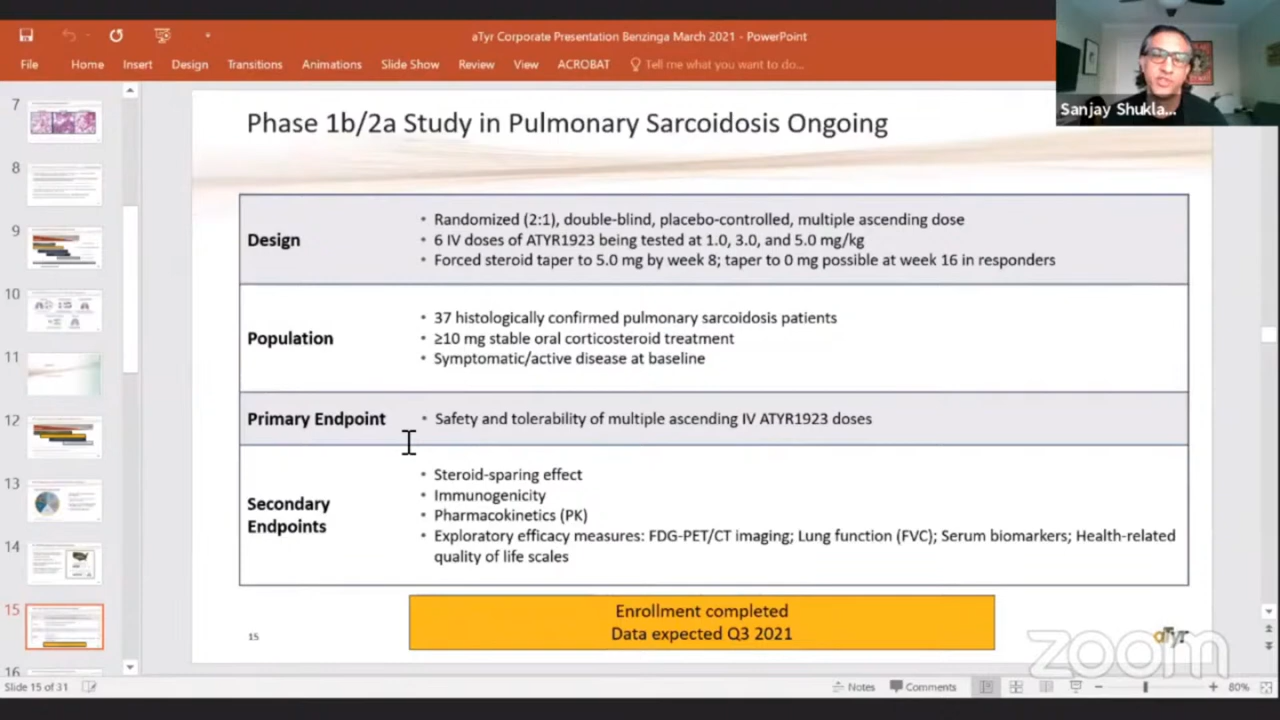 aTyr Corporate Presentation Benzinga March 2021 - PowerPoint
File Home Insert Design Transitions Animations Slide Show Review View ACROBAT Tell me what you want to do...
Sanjay Shukla...
7
8
9
10
11
12
13
14
15
16
Phase 1b/2a Study in Pulmonary Sarcoidosis Ongoing
Design
• Randomized (2:1), double-blind, placebo-controlled, multiple ascending dose
• 6 IV doses of ATYR1923 being tested at 1.0, 3.0, and 5.0 mg/kg
• Forced steroid taper to 5.0 mg by week 8; taper to 0 mg possible at week 16 in responders
Population
• 37 histologically confirmed pulmonary sarcoidosis patients
• ≥10 mg stable oral corticosteroid treatment
• Symptomatic/active disease at baseline
Primary Endpoint
• Safety and tolerability of multiple ascending IV ATYR1923 doses
Secondary
Endpoints
• Steroid-sparing effect
• Immunogenicity
• Pharmacokinetics (PK)
• Exploratory efficacy measures: FDG-PET/CT imaging; Lung function (FVC); Serum biomarkers; Health-related
quality of life scales
Enrollment completed
Data expected Q3 2021
15
aTyr
zoom
Slide 15 of 31
Notes Comments 80%